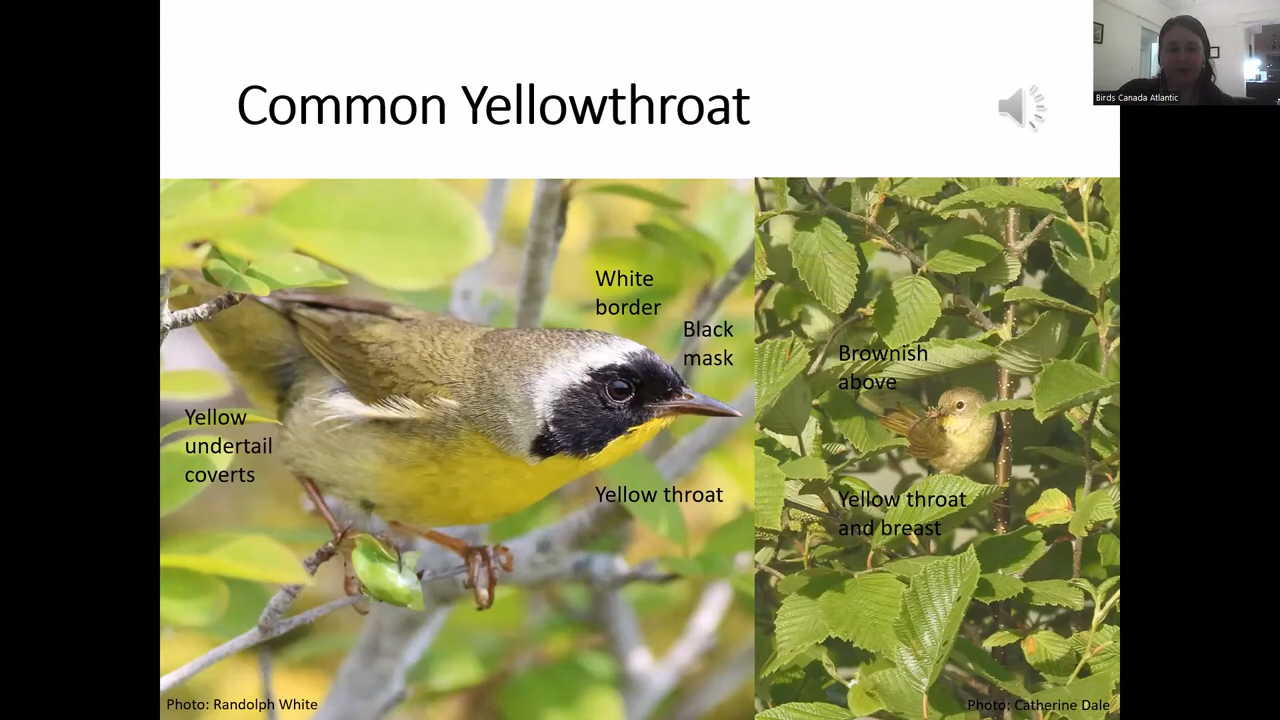 Common Yellowthroat
Birds Canada Atlantic
White
border
Black
mask
Yellow
undertail
coverts
Yellow throat
Brownish
above
Yellow throat
and breast
Photo: Randolph White
Photo: Catherine Dale